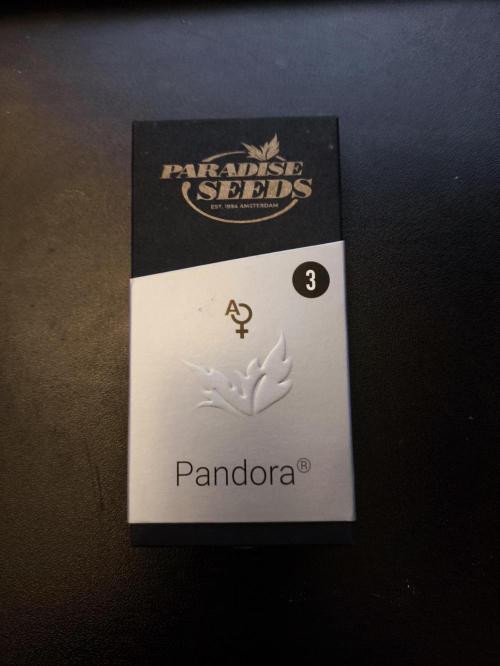 PARADISE
SEEDS
EST. 1994 AMSTERDAM
3
A
Pandora®